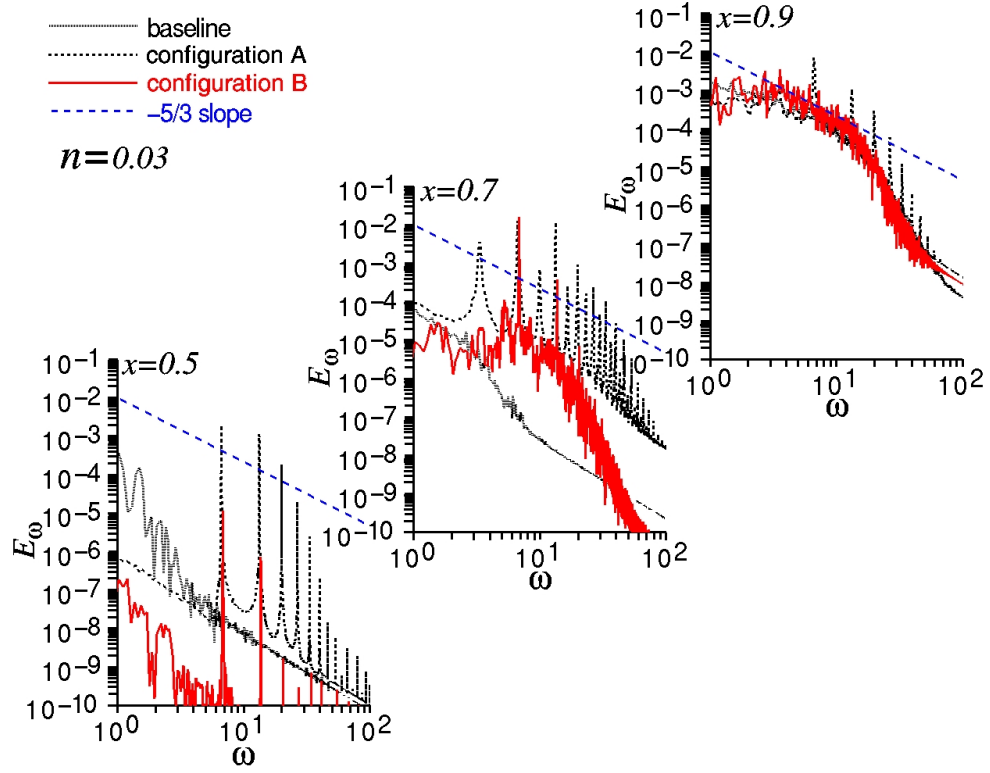 baseline
configuration A
configuration B
−5/3 slope
n=0.03
x=0.9
10⁻¹
10⁻²
10⁻³
10⁻⁴
10⁻⁵
10⁻⁶
10⁻⁷
10⁻⁸
10⁻⁹
0⁻¹⁰
E_ω
10⁰ 10¹ 10²
ω
x=0.7
10⁻¹
10⁻²
10⁻³
10⁻⁴
10⁻⁵
10⁻⁶
10⁻⁷
10⁻⁸
10⁻⁹
10⁻¹⁰
E_ω
10⁰ 10¹ 10²
ω
x=0.5
10⁻¹
10⁻²
10⁻³
10⁻⁴
10⁻⁵
10⁻⁶
10⁻⁷
10⁻⁸
10⁻⁹
10⁻¹⁰
E_ω
10⁰ 10¹ 10²
ω